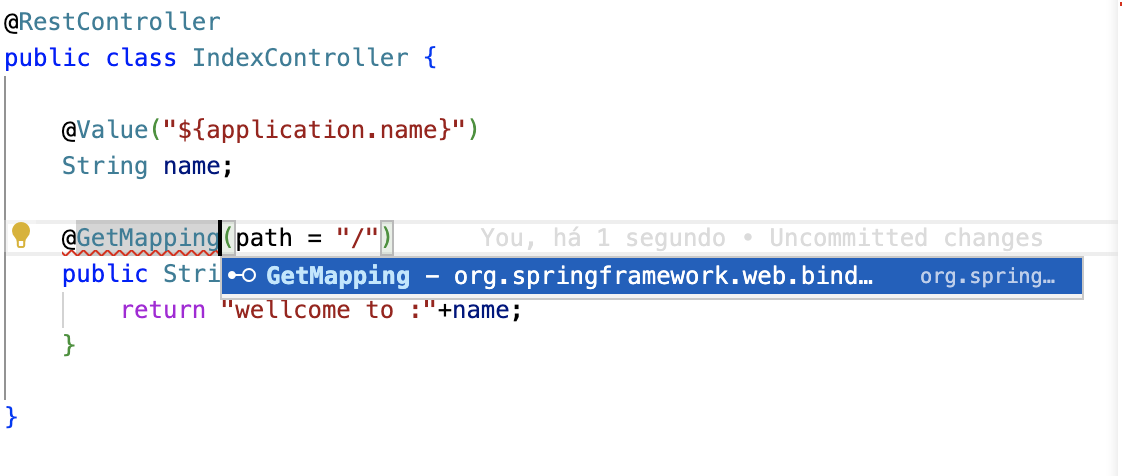 @RestController
public class IndexController {
@Value("${application.name}")
String name;
@GetMapping(path = "/") You, há 1 segundo • Uncommitted changes
public Stri
GetMapping – org.springframework.web.bind… org.spring…
return "wellcome to :"+name;
}
}